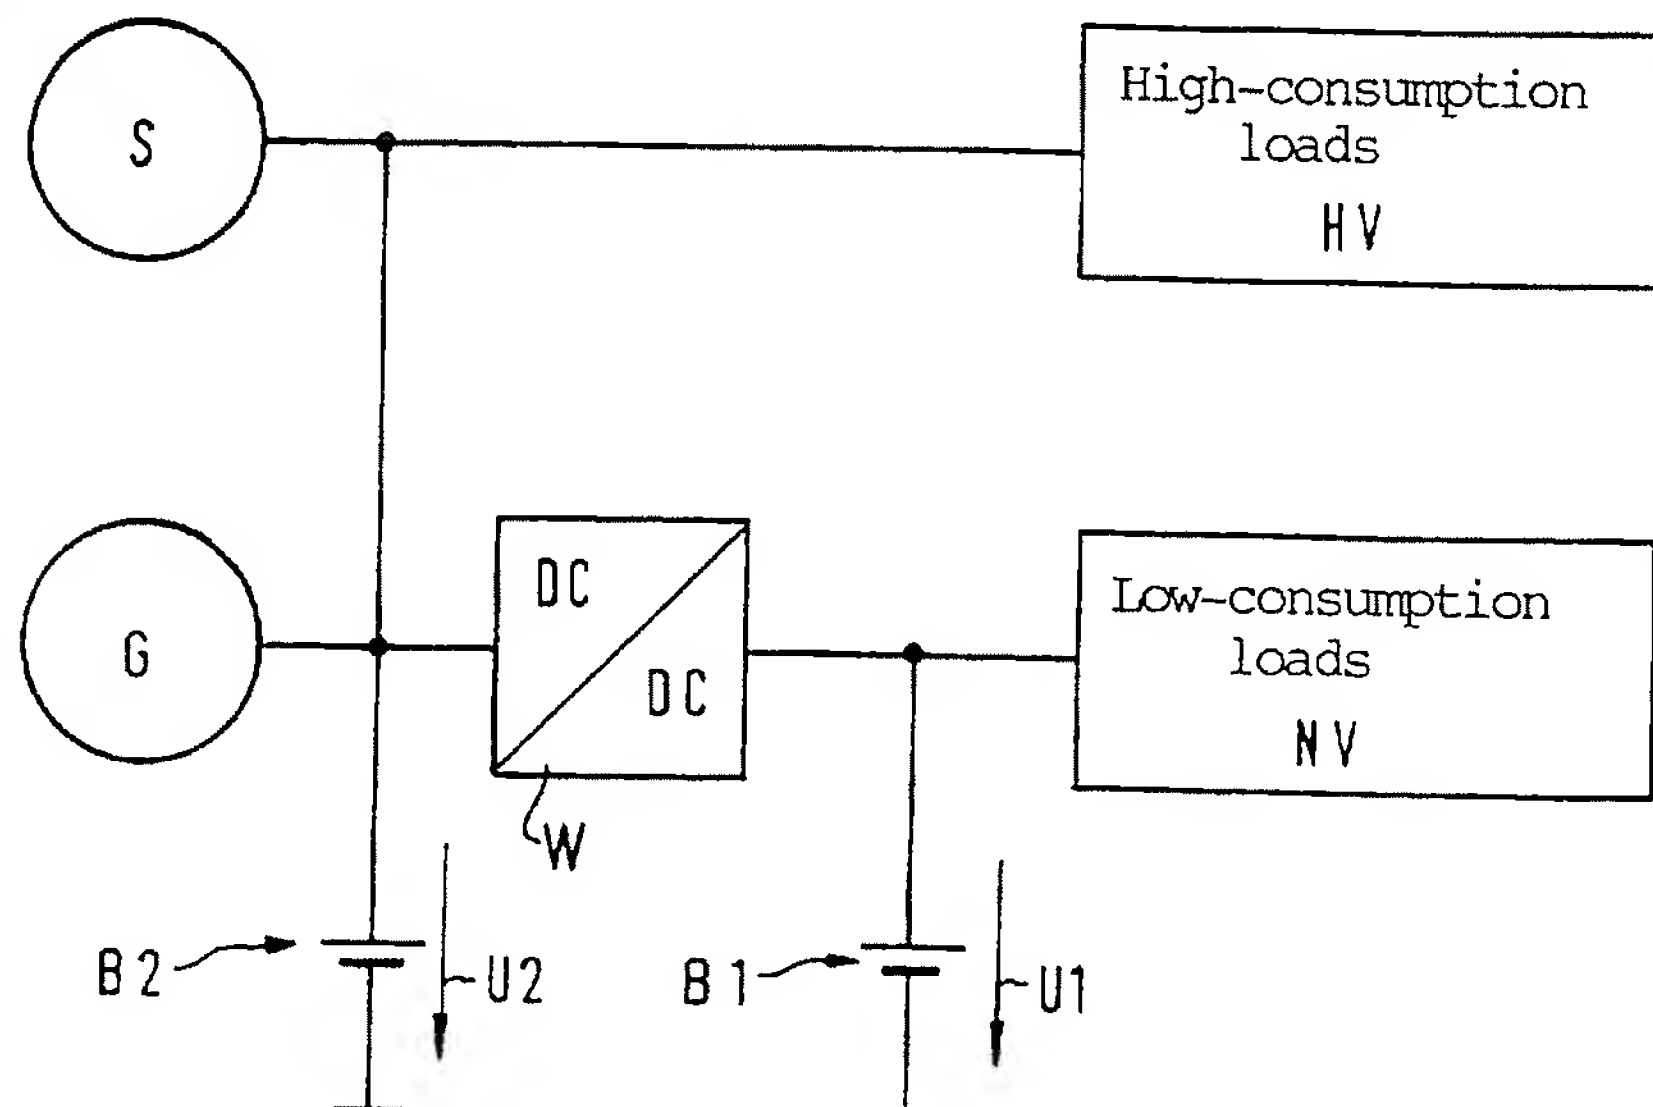 S
High-consumption
loads
HV
G
DC
DC
W
Low-consumption
loads
NV
B2
U2
B1
U1